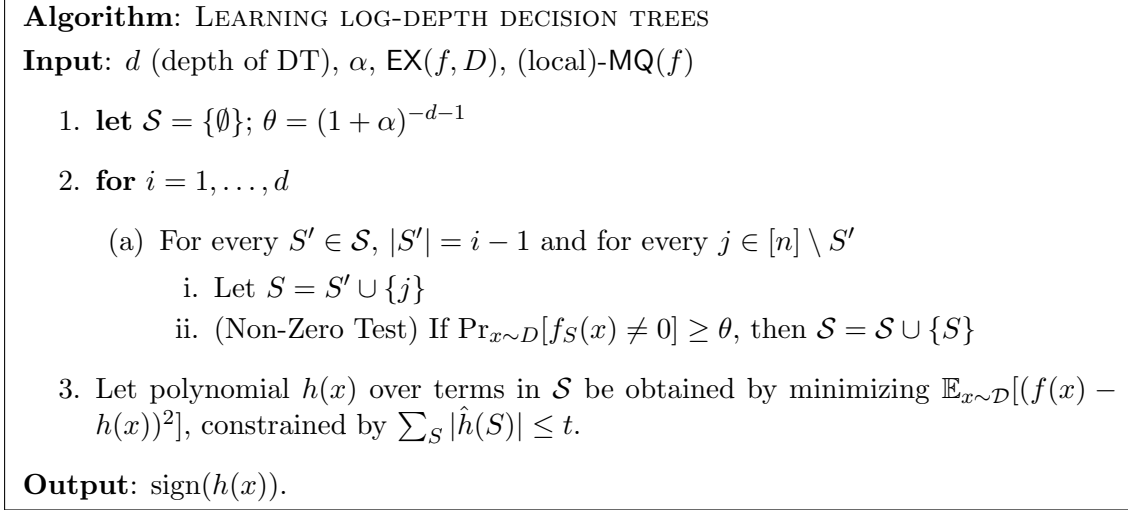 Algorithm: LEARNING LOG-DEPTH DECISION TREES
Input: d (depth of DT), α, EX(f, D), (local)-MQ(f)
1. let 𝒮 = {∅}; θ = (1 + α)^{−d−1}
2. for i = 1, . . . , d
(a) For every S′ ∈ 𝒮, |S′| = i − 1 and for every j ∈ [n] \ S′
i. Let S = S′ ∪ {j}
ii. (Non-Zero Test) If Pr_{x∼D}[f_S(x) ≠ 0] ≥ θ, then 𝒮 = 𝒮 ∪ {S}
3. Let polynomial h(x) over terms in 𝒮 be obtained by minimizing 𝔼_{x∼𝒟}[(f(x) −
h(x))²], constrained by ∑_S |ĥ(S)| ≤ t.
Output: sign(h(x)).